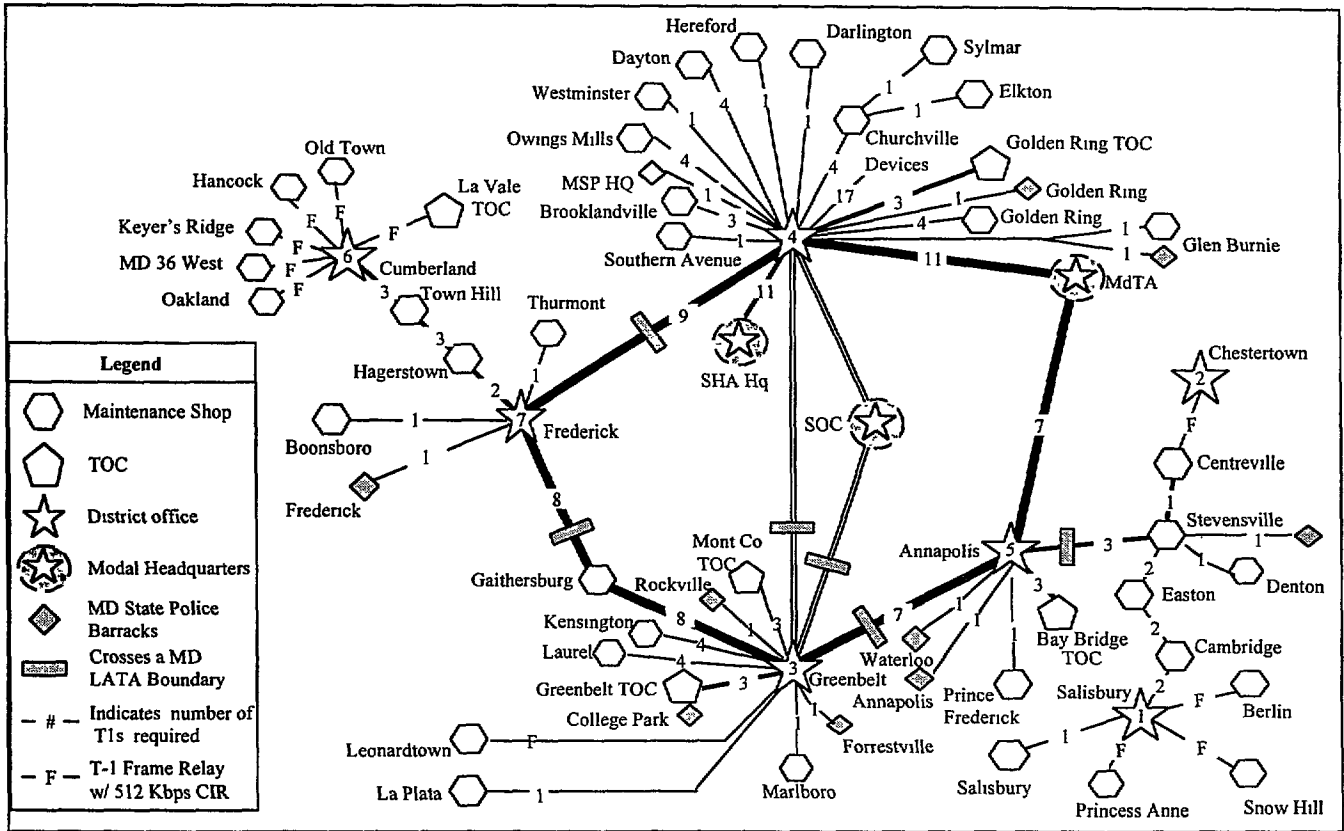 Hereford
Darlington
Sylmar
Dayton
Elkton
Westminster
1
1
4
1
1
1
Owings Mills
Churchville
Golden Ring TOC
4
4
Devices
MSP HQ
1
17
3
1
Golden Ring
Brooklandville
3
4
Golden Ring
1
Glen Burnie
1
Southern Avenue
1
4
11
MdTA
Old Town
Hancock
La Vale
TOC
F
F
F
Keyer's Ridge
F
6
MD 36 West
F
Cumberland
Oakland
F
3
Town Hill
3
Hagerstown
2
Thurmont
1
9
11
SHA Hq
7
Frederick
Boonsboro
1
1
Frederick
SOC
7
Chestertown
2
F
Centreville
1
Stevensville
1
1
Denton
Legend
Maintenance Shop
TOC
District office
Modal Headquarters
MD State Police
Barracks
Crosses a MD
LATA Boundary
— # — Indicates number of
T1s required
— F — T-1 Frame Relay
w/ 512 Kbps CIR
8
Gaithersburg
8
Mont Co
TOC
Rockville
1
3
Kensington
4
Laurel
4
Greenbelt TOC
3
3
Greenbelt
College Park
Leonardtown
F
La Plata
1
1
Marlboro
1
Forrestville
7
Annapolis
5
3
1
Waterloo
1
Annapolis
1
Prince
Frederick
3
Bay Bridge
TOC
2
Easton
2
Cambridge
2
Salisbury
1
F
Berlin
1
Salisbury
F
Princess Anne
F
Snow Hill